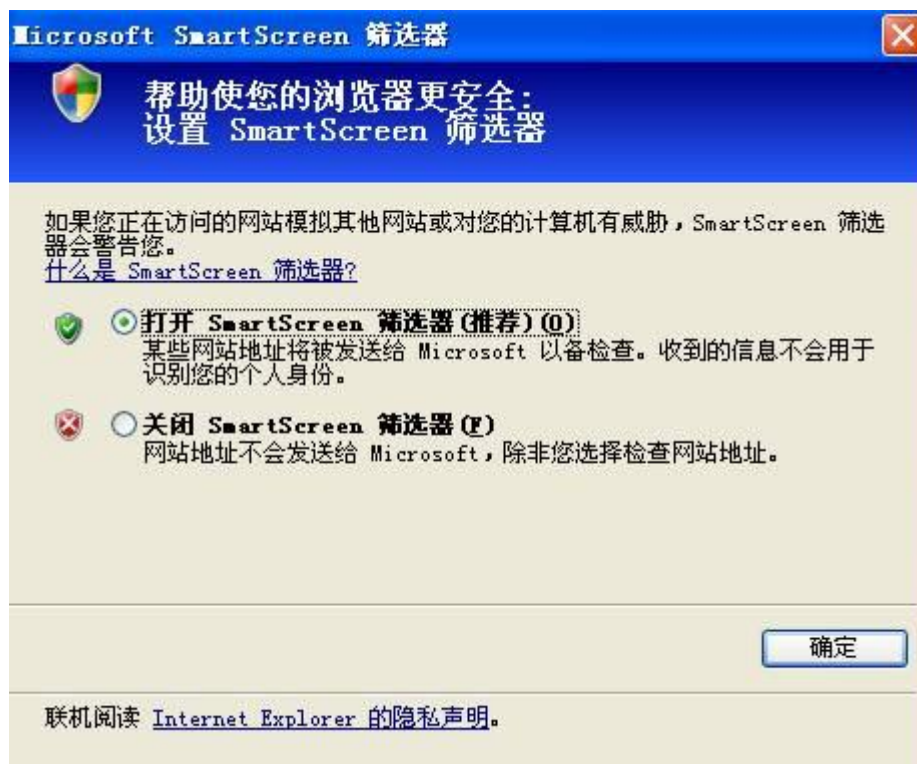 Microsoft SmartScreen 筛选器
帮助使您的浏览器更安全:
设置 SmartScreen 筛选器
如果您正在访问的网站模拟其他网站或对您的计算机有威胁，SmartScreen 筛选
器会警告您。
什么是 SmartScreen 筛选器?
打开 SmartScreen 筛选器(推荐)(O)
某些网站地址将被发送给 Microsoft 以备检查。收到的信息不会用于
识别您的个人身份。
关闭 SmartScreen 筛选器(F)
网站地址不会发送给 Microsoft，除非您选择检查网站地址。
确定
联机阅读 Internet Explorer 的隐私声明。